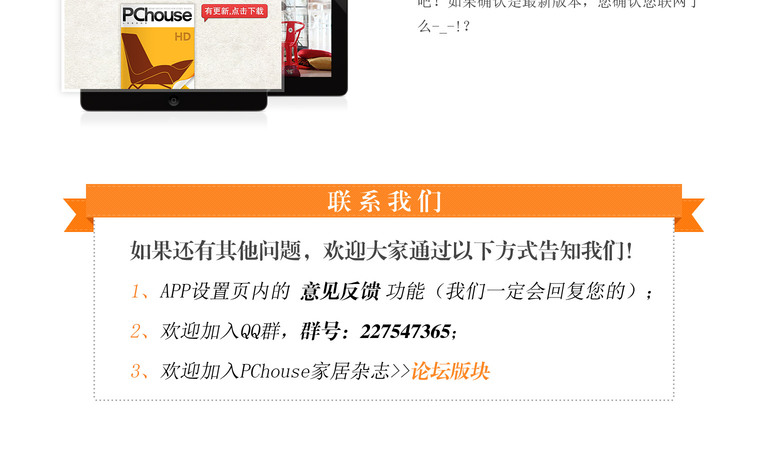 吧！如果确认是最新版本，您确认您联网了
么-_-!？
PChouse
HD
有更新,点击下载
联系我们
如果还有其他问题，欢迎大家通过以下方式告知我们！
1、APP设置页内的 意见反馈 功能（我们一定会回复您的）；
2、欢迎加入QQ群，群号：227547365；
3、欢迎加入PChouse家居杂志>>论坛版块